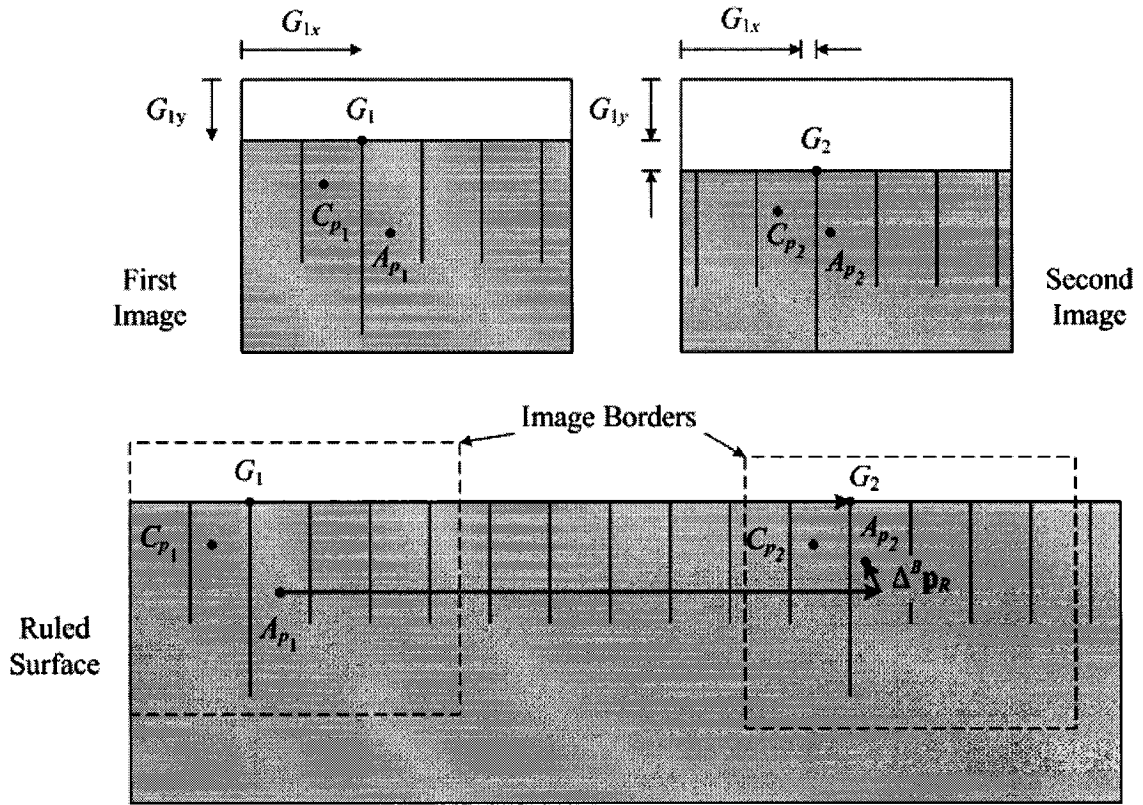 G1x
G1x
G1y
G1
G1y
G2
Cp1
Ap1
Cp2
Ap2
First
Image
Second
Image
Image Borders
G1
G2
Cp1
Cp2
Ap2
ΔBpR
Ap1
Ruled
Surface